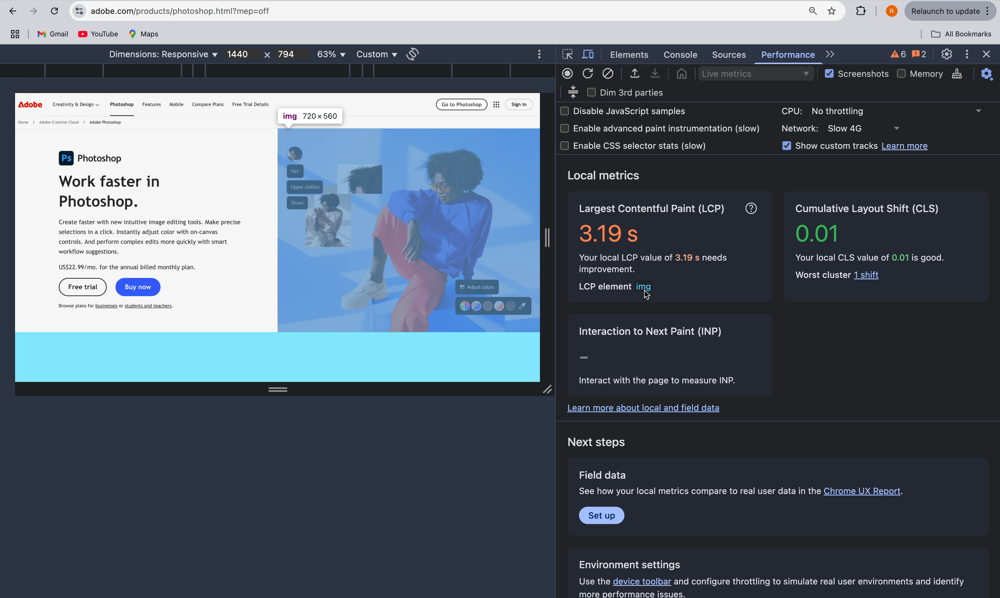 adobe.com/products/photoshop.html?mep=off
R
Relaunch to update
Gmail
YouTube
Maps
All Bookmarks
Dimensions: Responsive
1440
x
794
63%
Custom
Elements
Console
Sources
Performance
6
2
Live metrics
Screenshots
Memory
Dim 3rd parties
Disable JavaScript samples
CPU: No throttling
Enable advanced paint instrumentation (slow)
Network: Slow 4G
Enable CSS selector stats (slow)
Show custom tracks Learn more
Adobe
Creativity & Design
Photoshop
Features
Mobile
Compare Plans
Free Trial Details
Go to Photoshop
Sign in
img 720×560
Home / Adobe Creative Cloud / Adobe Photoshop
Ps Photoshop
Work faster in
Photoshop.
Create faster with new intuitive image editing tools. Make precise
selections in a click. Instantly adjust color with on-canvas
controls. And perform complex edits more quickly with smart
workflow suggestions.
US$22.99/mo. for the annual billed monthly plan.
Free trial
Buy now
Browse plans for businesses or students and teachers.
Hair
Upper clothes
Shoes
Adjust colors
Local metrics
Largest Contentful Paint (LCP)
3.19 s
Your local LCP value of 3.19 s needs
improvement.
LCP element img
Cumulative Layout Shift (CLS)
0.01
Your local CLS value of 0.01 is good.
Worst cluster 1 shift
Interaction to Next Paint (INP)
-
Interact with the page to measure INP.
Learn more about local and field data
Next steps
Field data
See how your local metrics compare to real user data in the Chrome UX Report.
Set up
Environment settings
Use the device toolbar and configure throttling to simulate real user environments and identify
more performance issues.